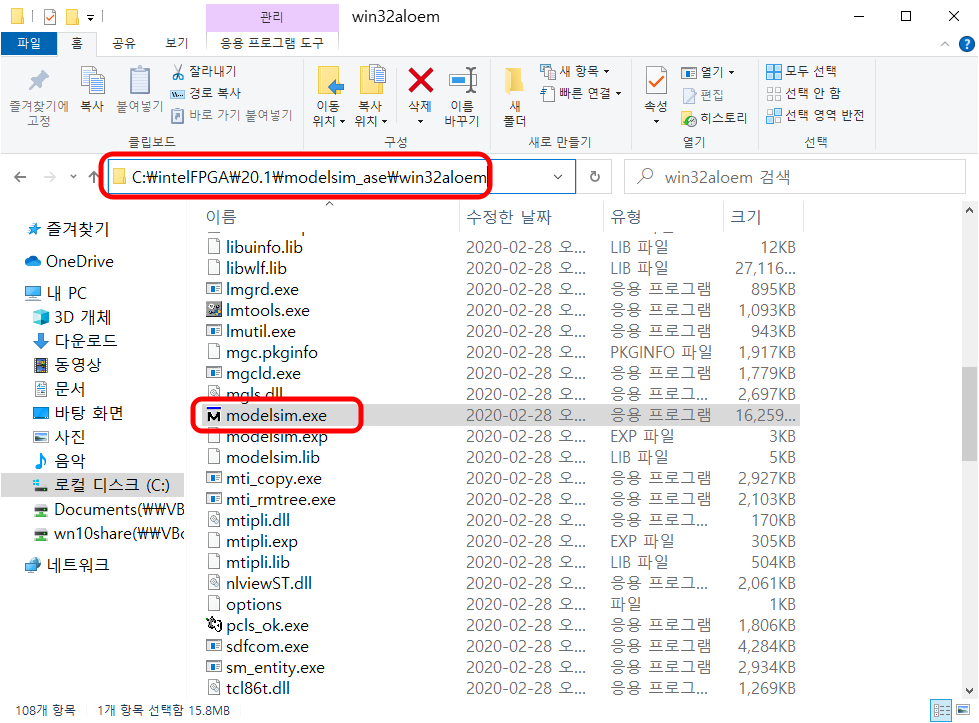 관리
win32aloem
파일 홈 공유 보기 응용 프로그램 도구
즐겨찾기에 고정
복사
붙여넣기
잘라내기
경로 복사
바로 가기 붙여넣기
클립보드
이동 위치
복사 위치
삭제
이름 바꾸기
구성
새 폴더
새 항목
빠른 연결
새로 만들기
속성
열기
편집
히스토리
열기
모두 선택
선택 안 함
선택 영역 반전
선택
C:₩intelFPGA₩20.1₩modelsim_ase₩win32aloem
win32aloem 검색
즐겨찾기
OneDrive
내 PC
3D 개체
다운로드
동영상
문서
바탕 화면
사진
음악
로컬 디스크 (C:)
Documents(₩₩VB
wn10share(₩₩VBo
네트워크
이름 수정한 날짜 유형 크기
libuinfo.lib 2020-02-28 오... LIB 파일 12KB
libwlf.lib 2020-02-28 오... LIB 파일 27,116...
lmgrd.exe 2020-02-28 오... 응용 프로그램 895KB
lmtools.exe 2020-02-28 오... 응용 프로그램 1,093KB
lmutil.exe 2020-02-28 오... 응용 프로그램 943KB
mgc.pkginfo 2020-02-28 오... PKGINFO 파일 1,917KB
mgcld.exe 2020-02-28 오... 응용 프로그램 1,779KB
mgls.dll 2020-02-28 오... 응용 프로그... 2,697KB
modelsim.exe 2020-02-28 오... 응용 프로그램 16,259...
modelsim.exp 2020-02-28 오... EXP 파일 3KB
modelsim.lib 2020-02-28 오... LIB 파일 5KB
mti_copy.exe 2020-02-28 오... 응용 프로그램 2,927KB
mti_rmtree.exe 2020-02-28 오... 응용 프로그램 2,103KB
mtipli.dll 2020-02-28 오... 응용 프로그... 170KB
mtipli.exp 2020-02-28 오... EXP 파일 305KB
mtipli.lib 2020-02-28 오... LIB 파일 504KB
nlviewST.dll 2020-02-28 오... 응용 프로그... 2,061KB
options 2020-02-28 오... 파일 1KB
pcls_ok.exe 2020-02-28 오... 응용 프로그램 1,806KB
sdfcom.exe 2020-02-28 오... 응용 프로그램 4,284KB
sm_entity.exe 2020-02-28 오... 응용 프로그램 2,934KB
tcl86t.dll 2020-02-28 오... 응용 프로그... 1,269KB
108개 항목 1개 항목 선택함 15.8MB